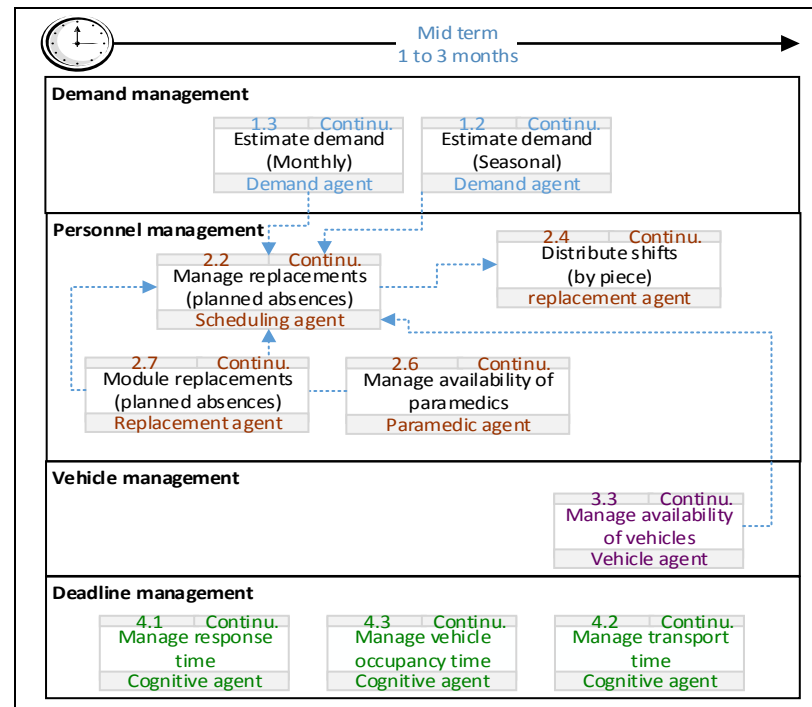 Mid term
1 to 3 months
Demand management
1.3 Continu.
Estimate demand
(Monthly)
Demand agent
1.2 Continu.
Estimate demand
(Seasonal)
Demand agent
Personnel management
2.2 Continu.
Manage replacements
(planned absences)
Scheduling agent
2.4 Continu.
Distribute shifts
(by piece)
replacement agent
2.7 Continu.
Module replacements
(planned absences)
Replacement agent
2.6 Continu.
Manage availability of
paramedics
Paramedic agent
Vehicle management
3.3 Continu.
Manage availability
of vehicles
Vehicle agent
Deadline management
4.1 Continu.
Manage response
time
Cognitive agent
4.3 Continu.
Manage vehicle
occupancy time
Cognitive agent
4.2 Continu.
Manage transport
time
Cognitive agent